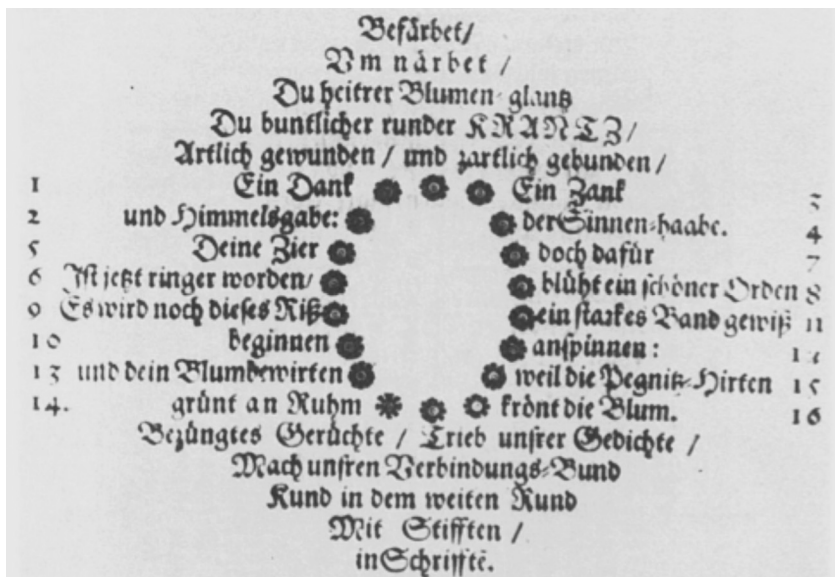 Befärbet/
Vm närbet /
Du heitrer Blumen-glantz
Du buntlicher runder KRANTZ/
Artlich gewunden / und zartlich gebunden /
1 Ein Dank Ein Zank 3
2 und Himmelsgabe: der Sinnen-haabe. 4
5 Deine Zier doch dafür 7
6 Ist jetzt ringer worden/ blüht ein schöner Orden 8
9 Es wird noch dieses Riß ein starkes Band gewiß 11
10 beginnen anspinnen: 12
13 und dein Blumbewirten weil die Pegnitz-Hirten 15
14. grünt an Ruhm krönt die Blum. 16
Bezüngtes Gerüchte / Trieb unsrer Gedichte /
Mach unsren Verbindungs-Bund
Kund in dem weiten Rund
Mit Stifften /
in Schrifftē.